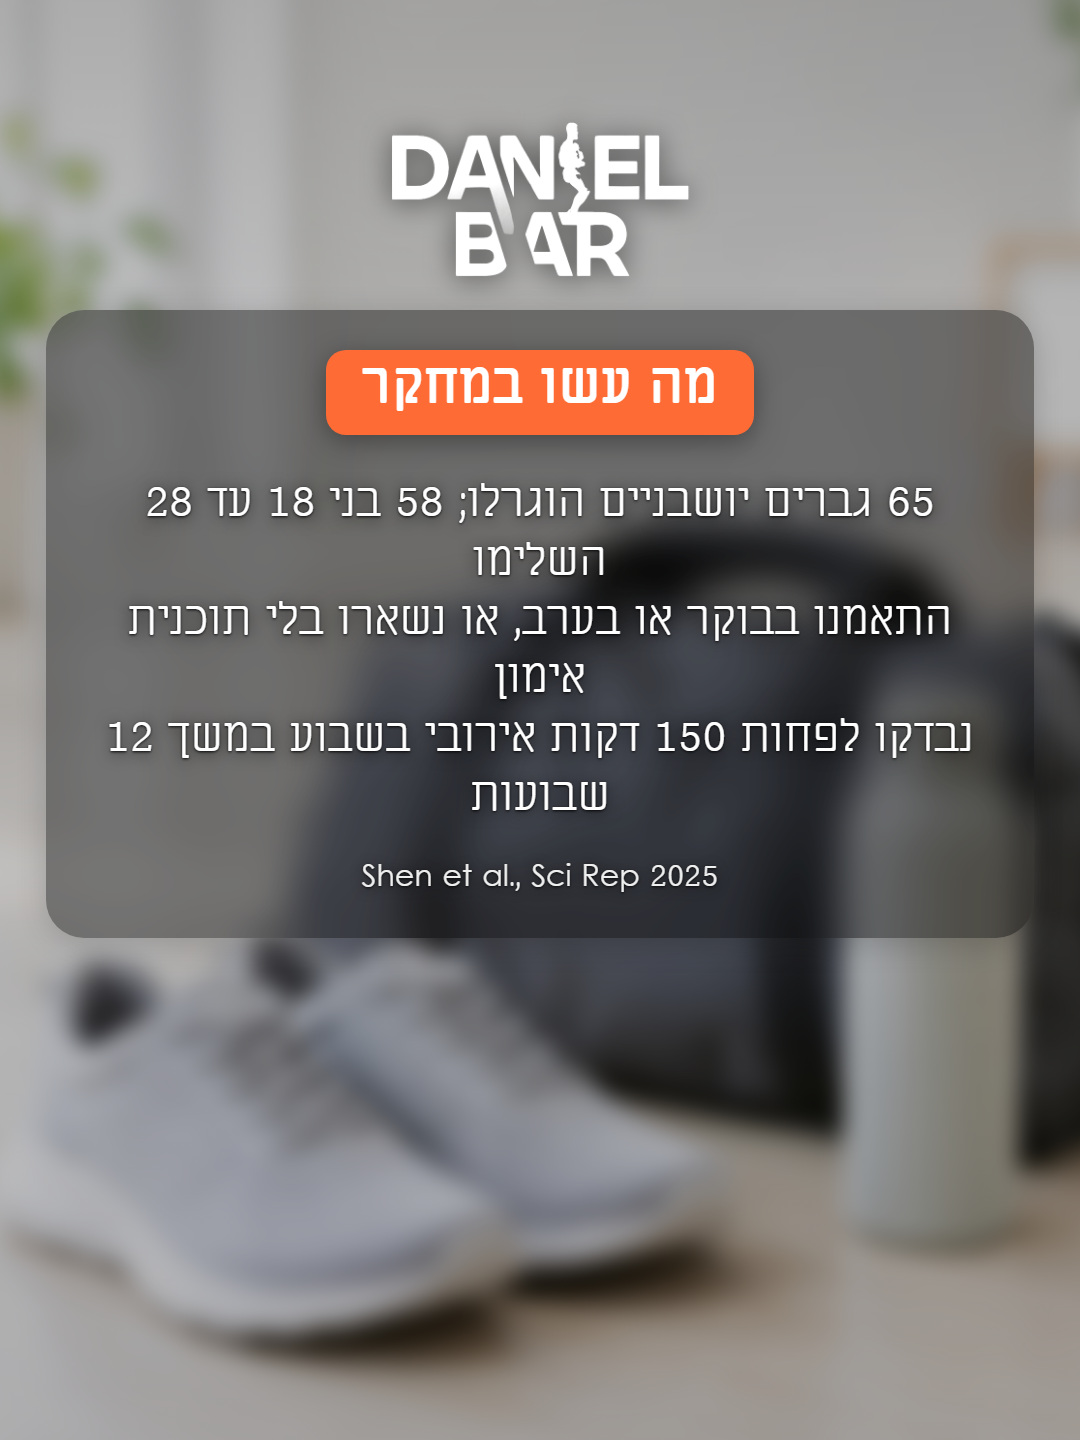 DANIEL
BAR
מה עשו במחקר
65 גברים יושבניים הוגרלו; 58 בני 18 עד 28
השלימו
התאמנו בבוקר או בערב, או נשארו בלי תוכנית
אימון
נבדקו לפחות 150 דקות אירובי בשבוע במשך 12
שבועות
Shen et al., Sci Rep 2025